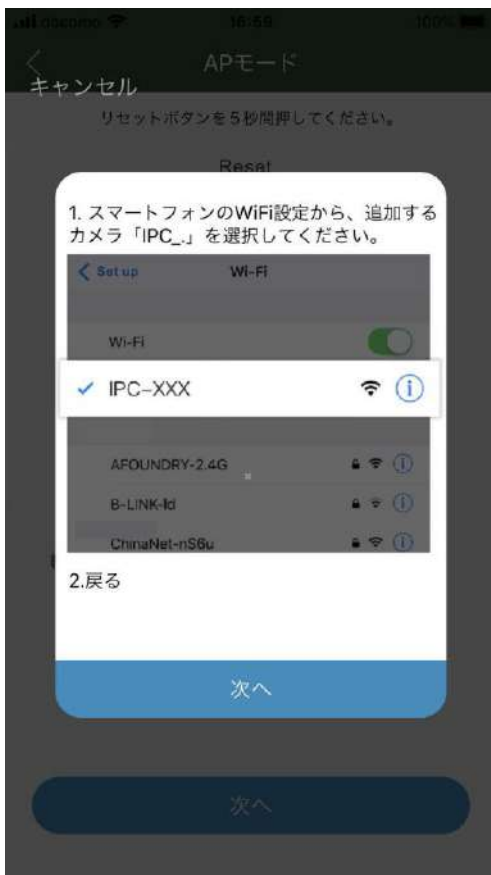 docomo 16:59 100%
APモード
キャンセル
リセットボタンを5秒間押してください。
Reset
1. スマートフォンのWiFi設定から、追加する
カメラ「IPC_.」を選択してください。
Set up Wi-Fi
Wi-Fi
IPC-XXX
AFOUNDRY-2.4G
B-LINK-ld
ChinaNet-nS6u
2.戻る
次へ
次へ